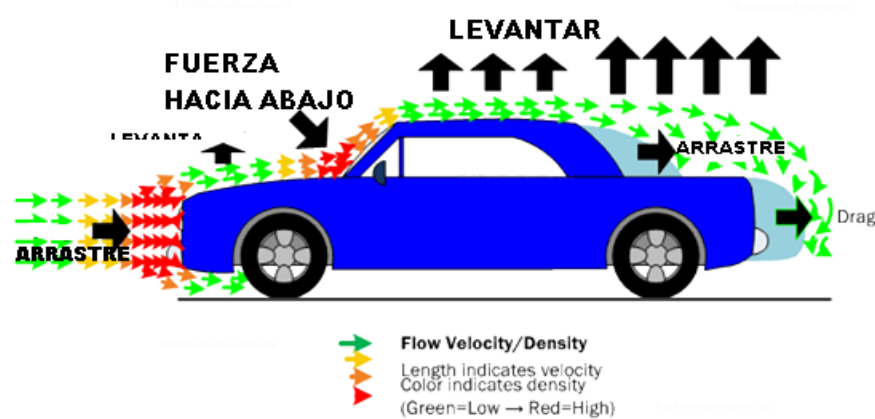 LEVANTAR
FUERZA
HACIA ABAJO
LEVANTA
ARRASTRE
Drag
ARRASTRE
Flow Velocity/Density
Length indicates velocity
Color indicates density
(Green=Low → Red=High)